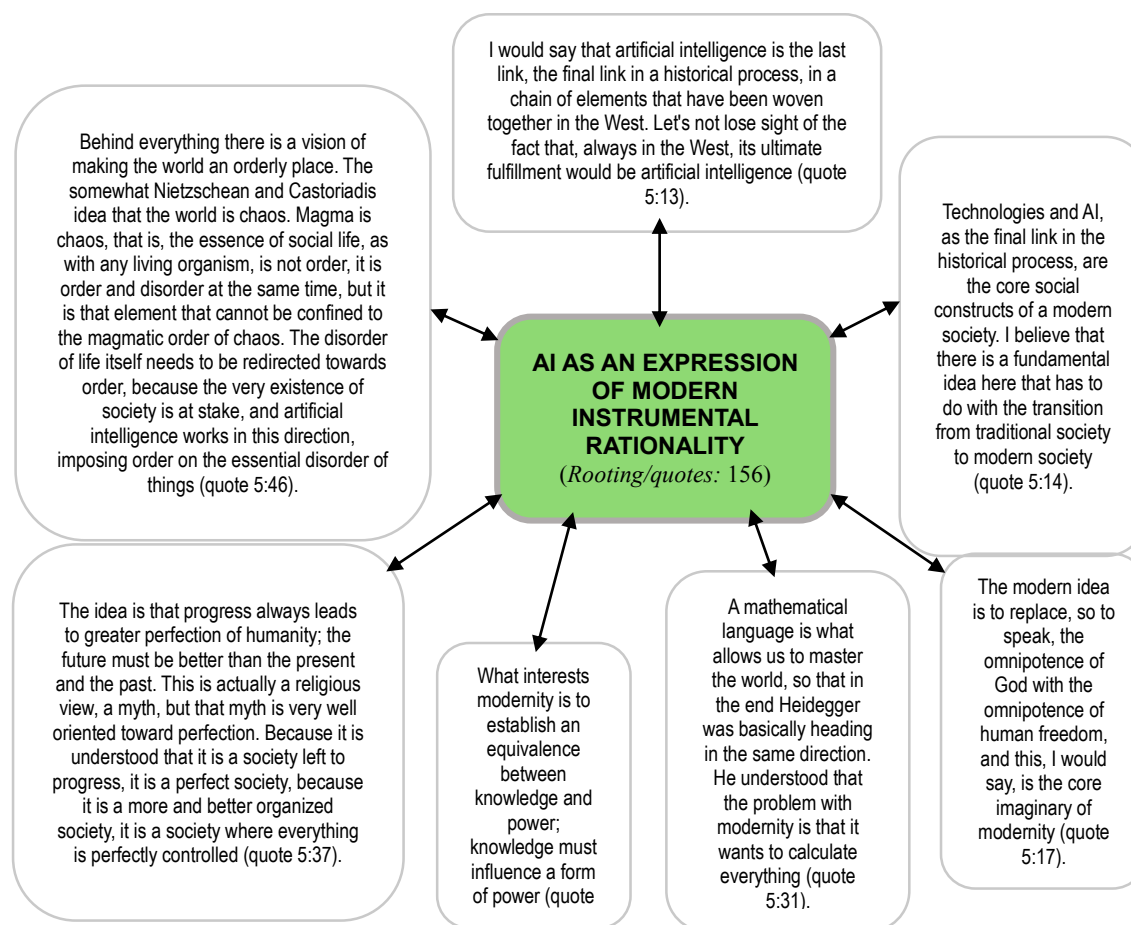 I would say that artificial intelligence is the last
link, the final link in a historical process, in a
chain of elements that have been woven
together in the West. Let's not lose sight of the
fact that, always in the West, its ultimate
fulfillment would be artificial intelligence (quote
5:13).
Behind everything there is a vision of
making the world an orderly place. The
somewhat Nietzschean and Castoriadis
idea that the world is chaos. Magma is
chaos, that is, the essence of social life, as
with any living organism, is not order, it is
order and disorder at the same time, but it
is that element that cannot be confined to
the magmatic order of chaos. The disorder
of life itself needs to be redirected towards
order, because the very existence of
society is at stake, and artificial
intelligence works in this direction,
imposing order on the essential disorder of
things (quote 5:46).
Technologies and AI,
as the final link in the
historical process, are
the core social
constructs of a modern
society. I believe that
there is a fundamental
idea here that has to
do with the transition
from traditional society
to modern society
(quote 5:14).
AI AS AN EXPRESSION
OF MODERN
INSTRUMENTAL
RATIONALITY
(Rooting/quotes: 156)
The idea is that progress always leads
to greater perfection of humanity; the
future must be better than the present
and the past. This is actually a religious
view, a myth, but that myth is very well
oriented toward perfection. Because it is
understood that it is a society left to
progress, it is a perfect society, because
it is a more and better organized
society, it is a society where everything
is perfectly controlled (quote 5:37).
What interests
modernity is to
establish an
equivalence
between
knowledge and
power;
knowledge must
influence a form
of power (quote
A mathematical
language is what
allows us to master
the world, so that in
the end Heidegger
was basically heading
in the same direction.
He understood that
the problem with
modernity is that it
wants to calculate
everything (quote
5:31).
The modern idea
is to replace, so to
speak, the
omnipotence of
God with the
omnipotence of
human freedom,
and this, I would
say, is the core
imaginary of
modernity (quote
5:17).